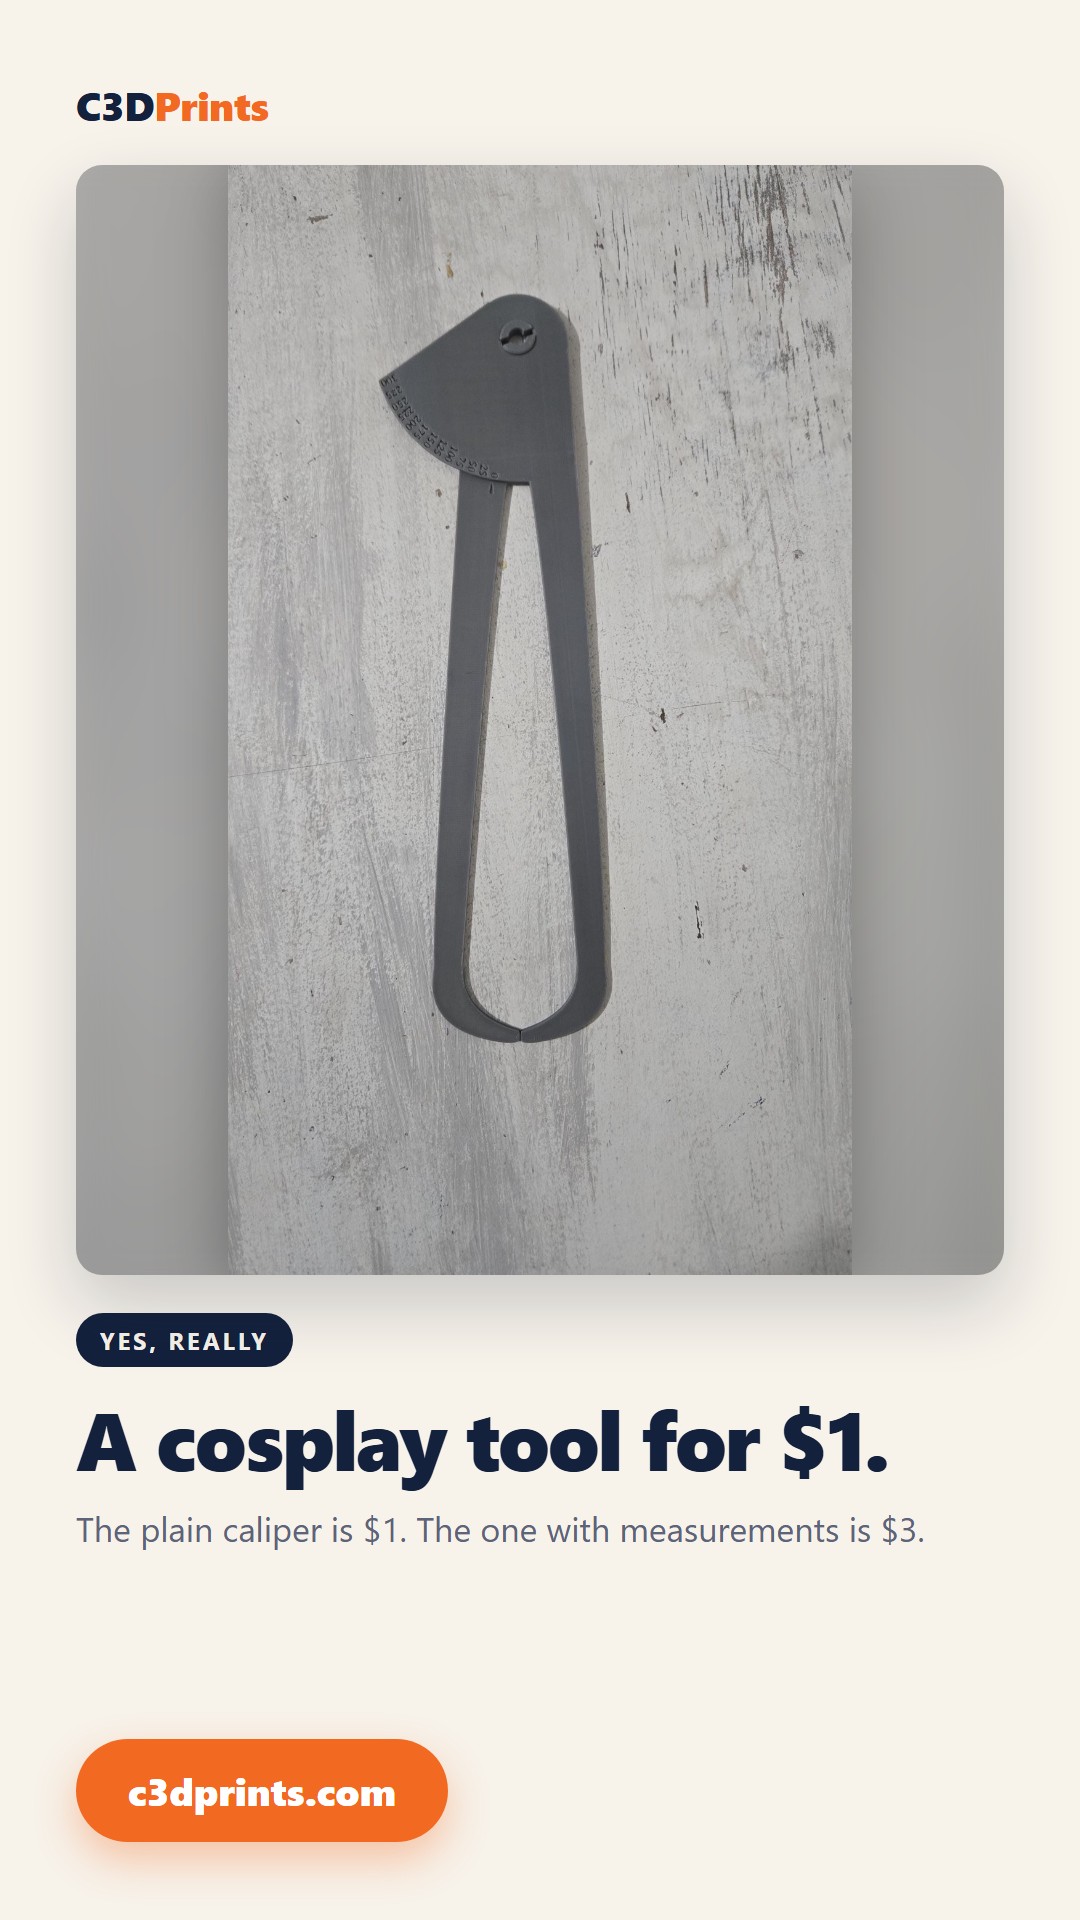 C3DPrints
YES, REALLY
A cosplay tool for $1.
The plain caliper is $1. The one with measurements is $3.
c3dprints.com